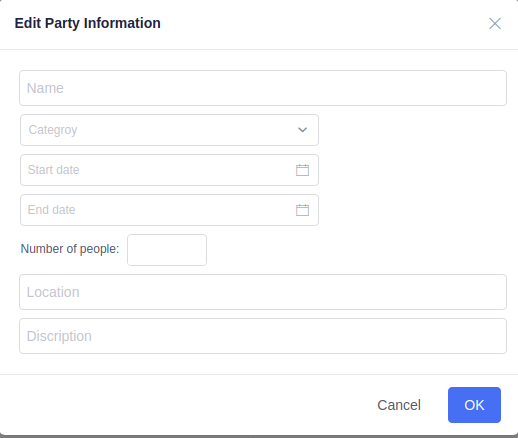 Edit Party Information
Name
Categroy
Start date
End date
Number of people:
Location
Discription
Cancel OK